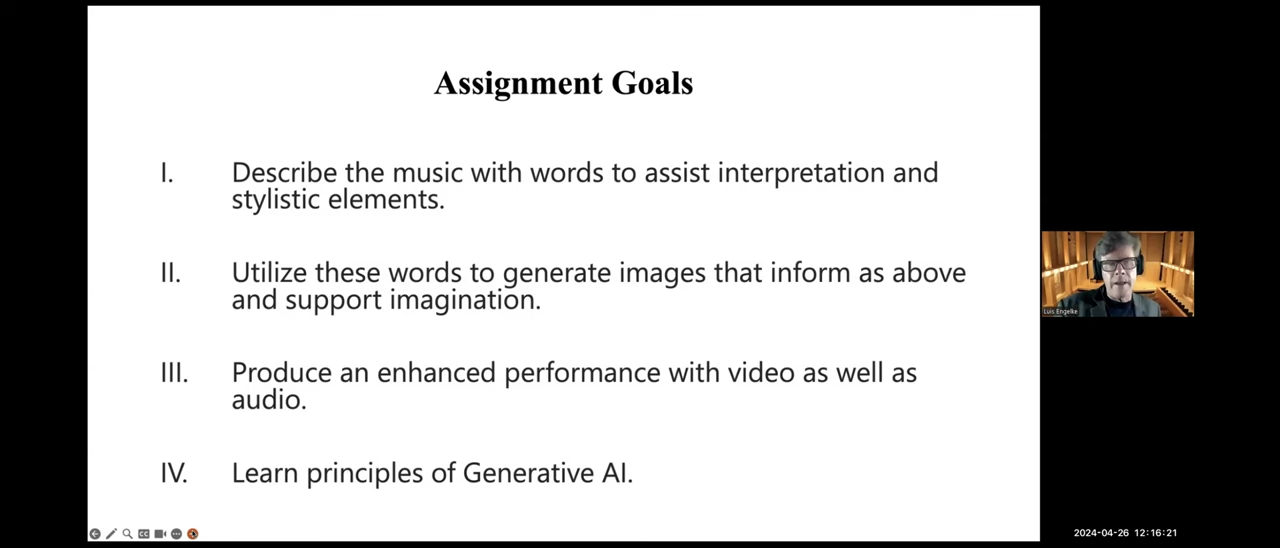 Assignment Goals
I. Describe the music with words to assist interpretation and
stylistic elements.
II. Utilize these words to generate images that inform as above
and support imagination.
III. Produce an enhanced performance with video as well as
audio.
IV. Learn principles of Generative AI.
Luis Engelke
CC
2024-04-26 12:16:21